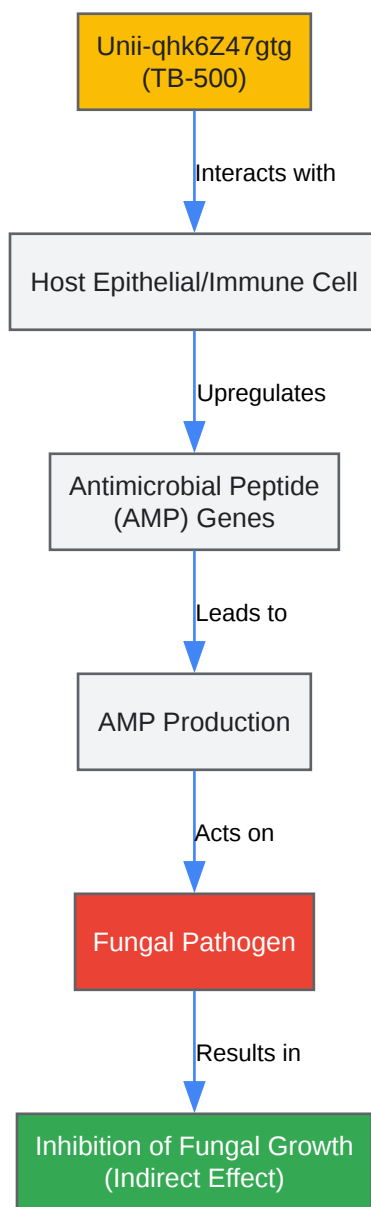 Unii-qhk6Z47gtg
(TB-500)
Interacts with
Host Epithelial/Immune Cell
Upregulates
Antimicrobial Peptide
(AMP) Genes
Leads to
AMP Production
Acts on
Fungal Pathogen
Results in
Inhibition of Fungal Growth
(Indirect Effect)